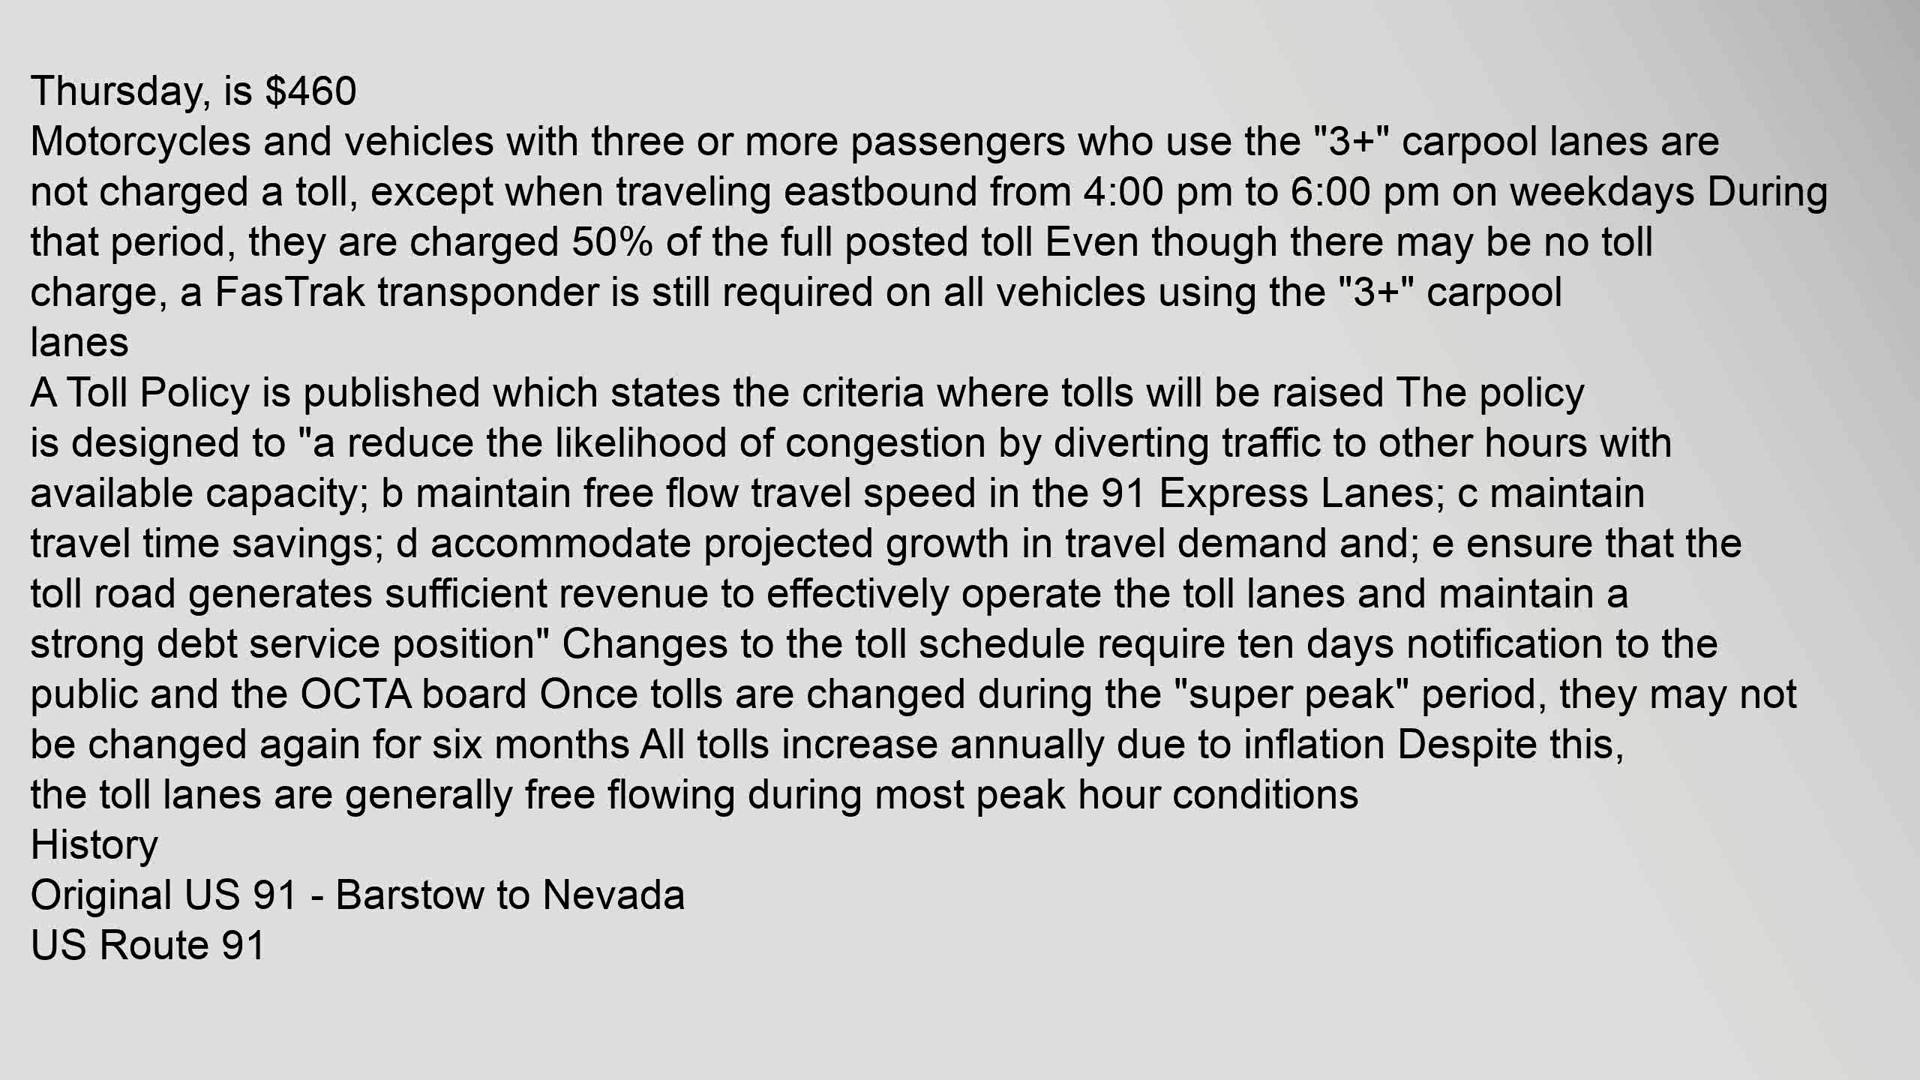 Thursday, is $460
Motorcycles and vehicles with three or more passengers who use the "3+" carpool lanes are
not charged a toll, except when traveling eastbound from 4:00 pm to 6:00 pm on weekdays During
that period, they are charged 50% of the full posted toll Even though there may be no toll
charge, a FasTrak transponder is still required on all vehicles using the "3+" carpool
lanes
A Toll Policy is published which states the criteria where tolls will be raised The policy
is designed to "a reduce the likelihood of congestion by diverting traffic to other hours with
available capacity; b maintain free flow travel speed in the 91 Express Lanes; c maintain
travel time savings; d accommodate projected growth in travel demand and; e ensure that the
toll road generates sufficient revenue to effectively operate the toll lanes and maintain a
strong debt service position" Changes to the toll schedule require ten days notification to the
public and the OCTA board Once tolls are changed during the "super peak" period, they may not
be changed again for six months All tolls increase annually due to inflation Despite this,
the toll lanes are generally free flowing during most peak hour conditions
History
Original US 91 - Barstow to Nevada
US Route 91